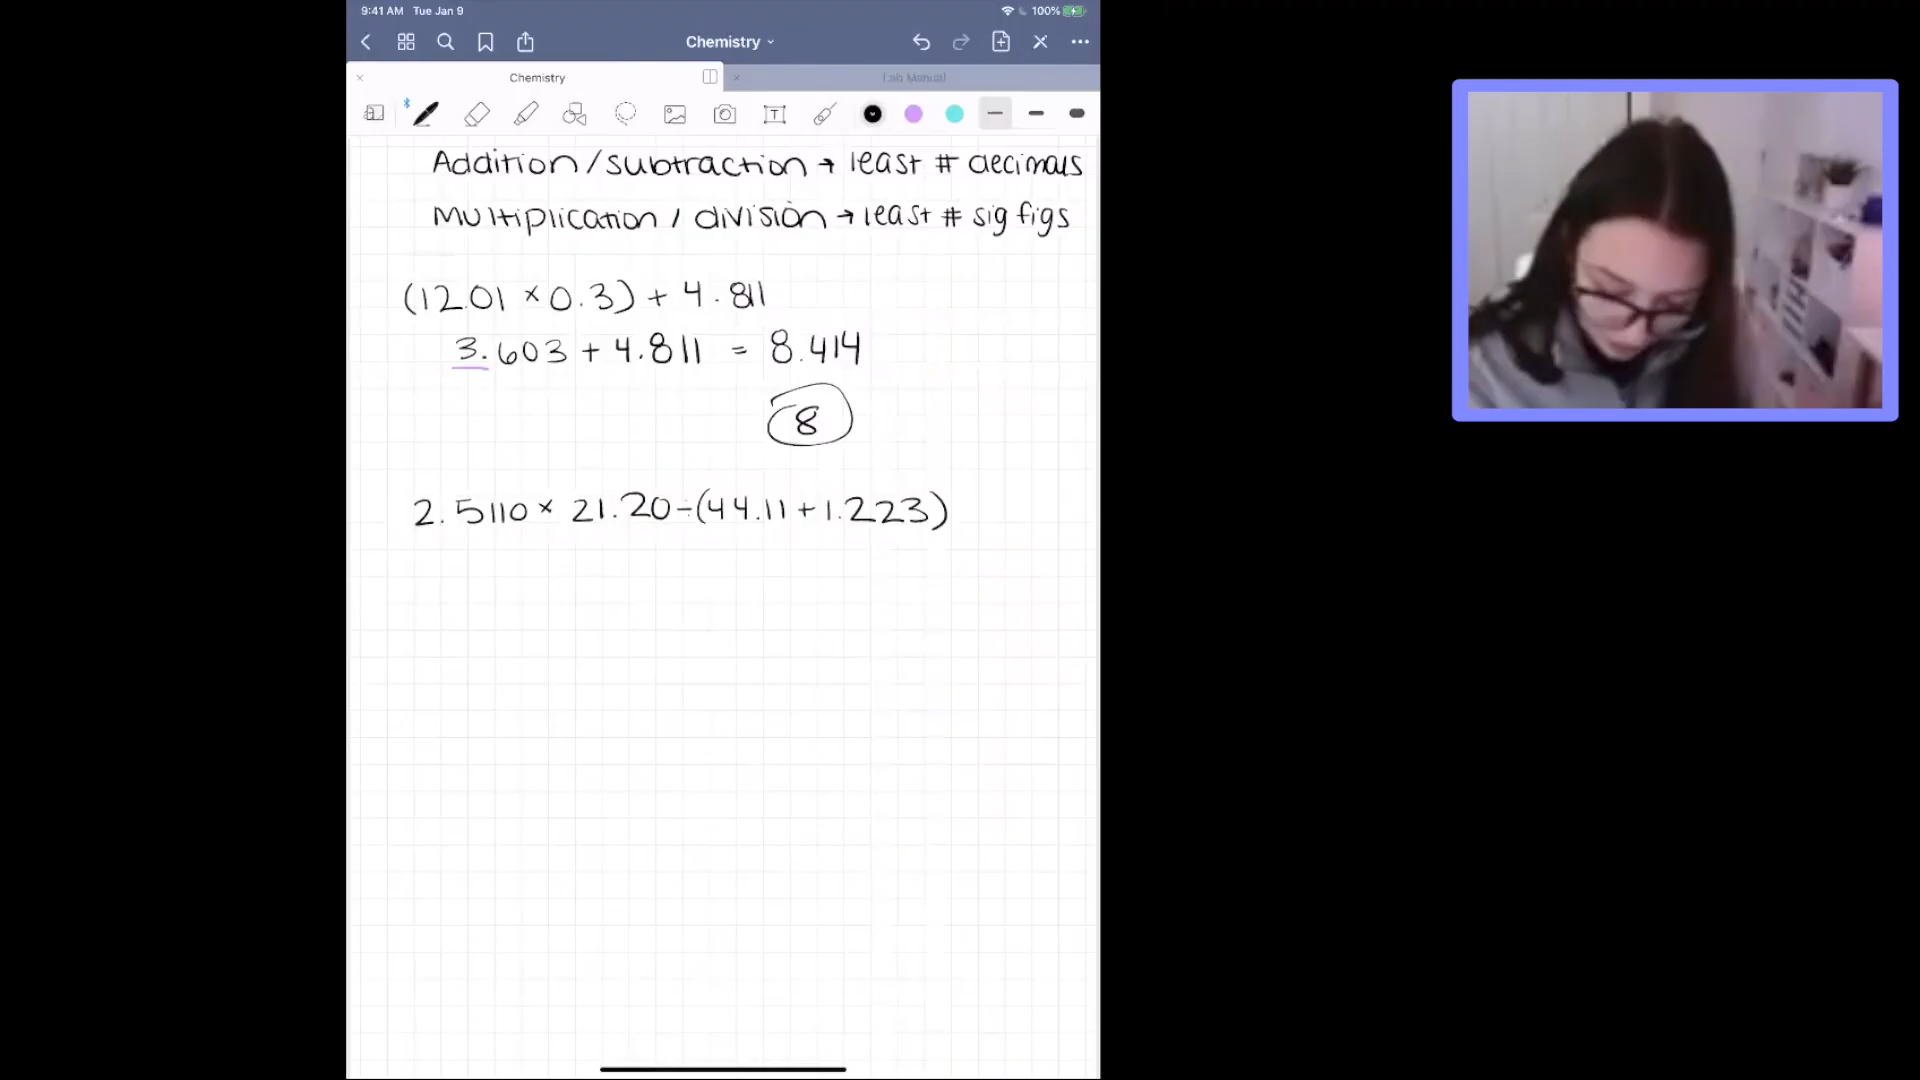 9:41 AM Tue Jan 9 100%
Chemistry
Chemistry Lab Manual
T
Addition/subtraction → least # decimals
Multiplication / division → least # sig figs
(12.01 × 0.3) + 4.811
3.603 + 4.811 = 8.414
8
2.5110 × 21.20 ÷ (44.11 + 1.223)